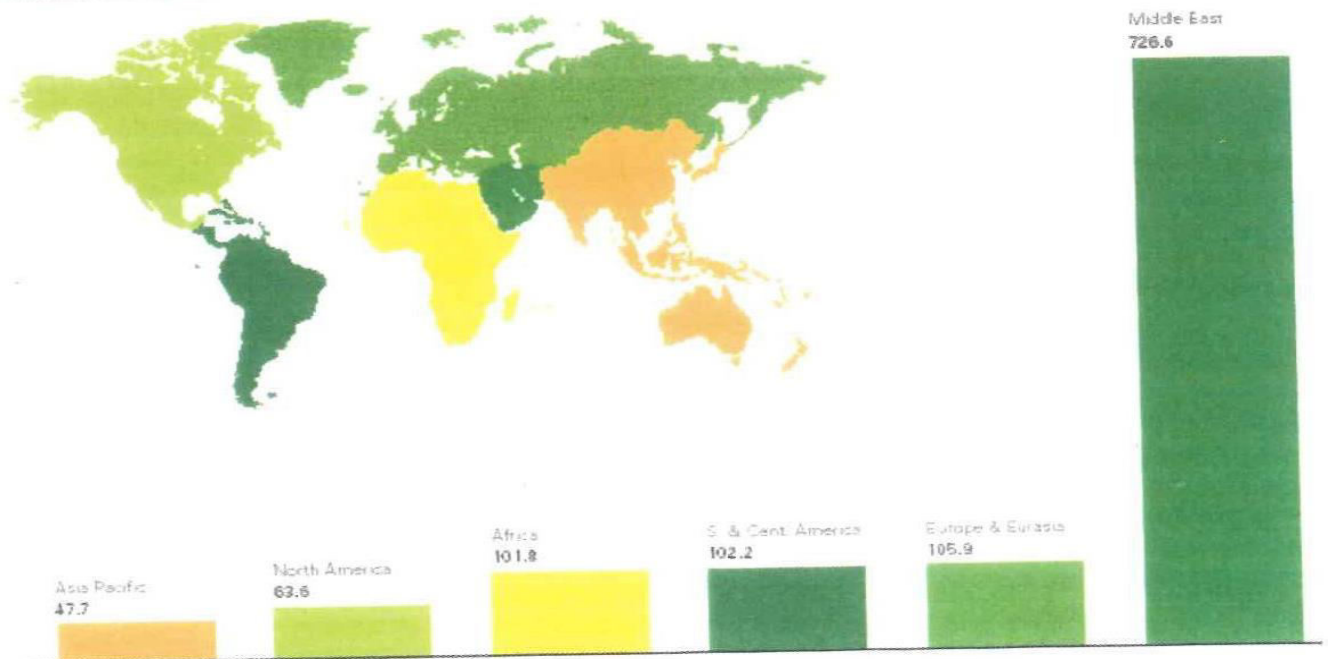 Middle East
726.6
Africa
101.8
S. & Cent. America
102.2
Europe & Eurasia
105.9
North America
63.6
Asia Pacific
47.7